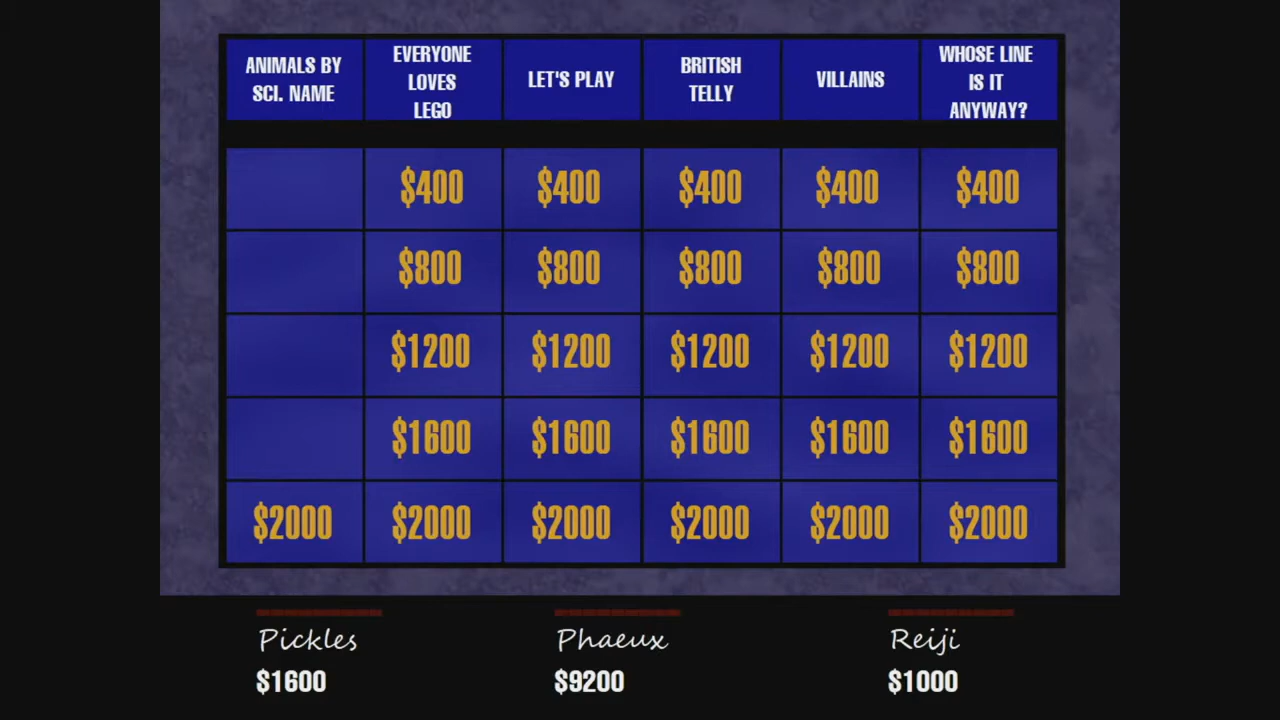 ANIMALS BY
SCI. NAME
EVERYONE
LOVES
LEGO
LET'S PLAY
BRITISH
TELLY
VILLAINS
WHOSE LINE
IS IT
ANYWAY?
$400 $400 $400 $400 $400
$800 $800 $800 $800 $800
$1200 $1200 $1200 $1200 $1200
$1600 $1600 $1600 $1600 $1600
$2000 $2000 $2000 $2000 $2000 $2000
Pickles Phaeux Reiji
$1600 $9200 $1000